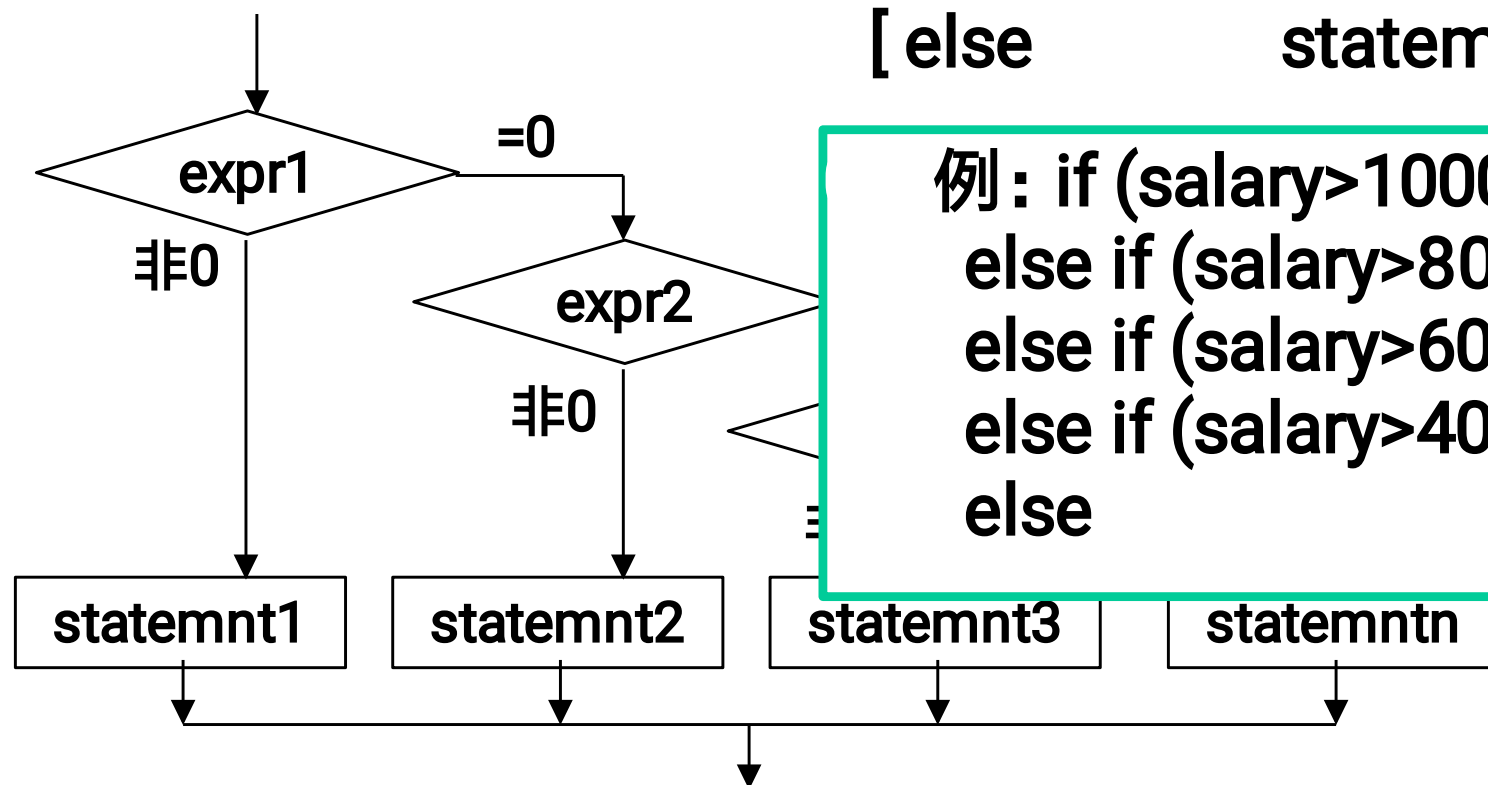 [ else statem
=0
expr1
例：if (salary>1000
非0
else if (salary>80
expr2
else if (salary>60
非0
else if (salary>40
else
statemnt1
statemnt2
statemnt3
statemntn